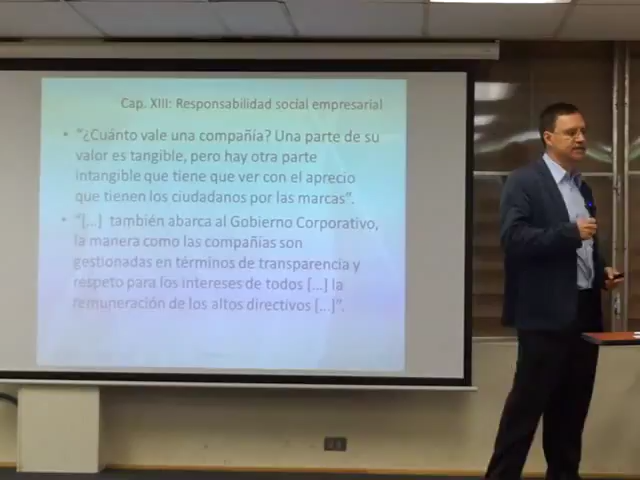 Cap. XIII: Responsabilidad social empresarial
• "¿Cuánto vale una compañía? Una parte de su
valor es tangible, pero hay otra parte
intangible que tiene que ver con el aprecio
que tienen los ciudadanos por las marcas".
• "[...] también abarca al Gobierno Corporativo,
la manera como las compañías son
gestionadas en términos de transparencia y
respeto para los intereses de todos [...] la
remuneración de los altos directivos [...]".